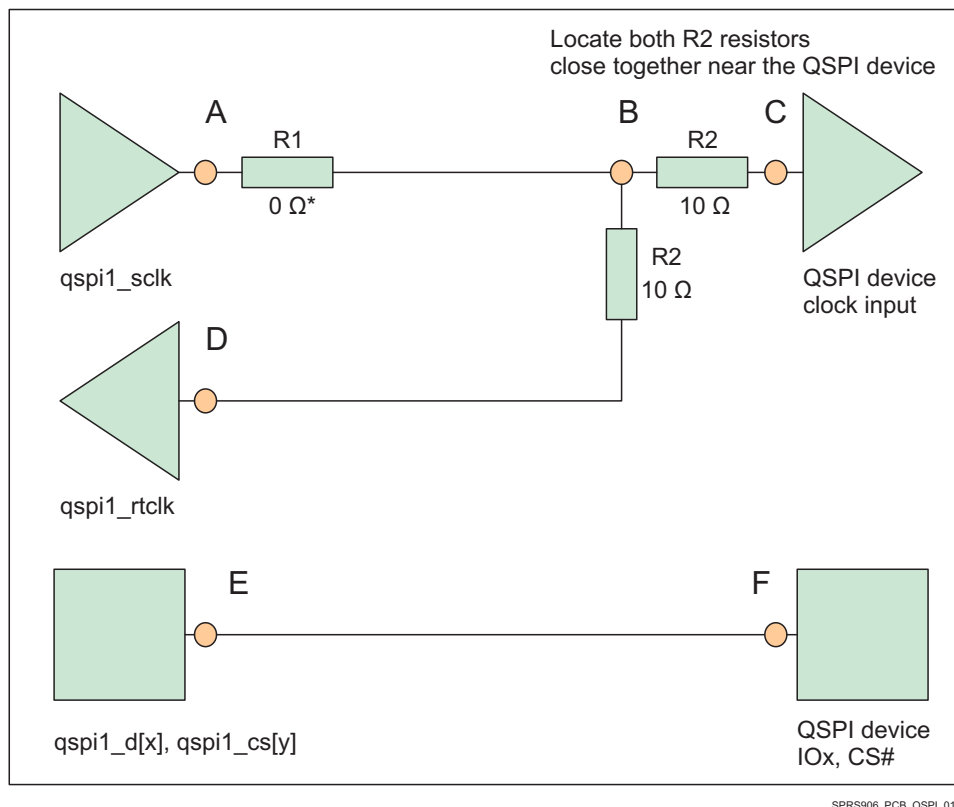 Locate both R2 resistors
close together near the QSPI device
A
B
C
R1
R2
0 Ω*
10 Ω
R2
10 Ω
qspi1_sclk
QSPI device
clock input
D
qspi1_rtclk
E
F
qspi1_d[x], qspi1_cs[y]
QSPI device
IOx, CS#
SPRS906_PCB_QSPI_01